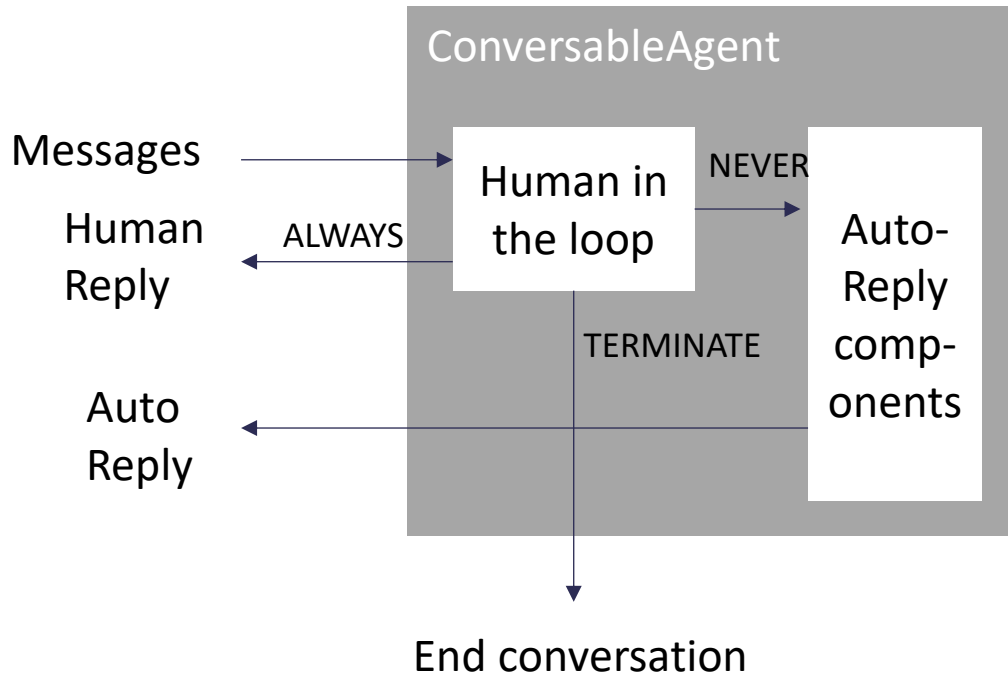 ConversableAgent
Messages
Human in
the loop
NEVER
Human
Reply
ALWAYS
Auto-
Reply
comp-
onents
TERMINATE
Auto
Reply
End conversation